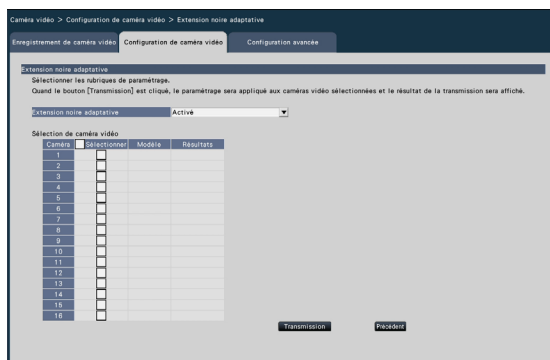 Caméra vidéo > Configuration de caméra vidéo > Extension noire adaptative
Enregistrement de caméra vidéo Configuration de caméra vidéo Configuration avancée
Extension noire adaptative
Sélectionner les rubriques de paramétrage.
Quand le bouton [Transmission] est cliqué, le paramétrage sera appliqué aux caméras vidéo sélectionnées et le résultat de la transmission sera affiché.
Extension noire adaptative Activé
Sélection de caméra vidéo
Caméra Sélectionner Modèle Résultats
1
2
3
4
5
6
7
8
9
10
11
12
13
14
15
16
Transmission Précédent